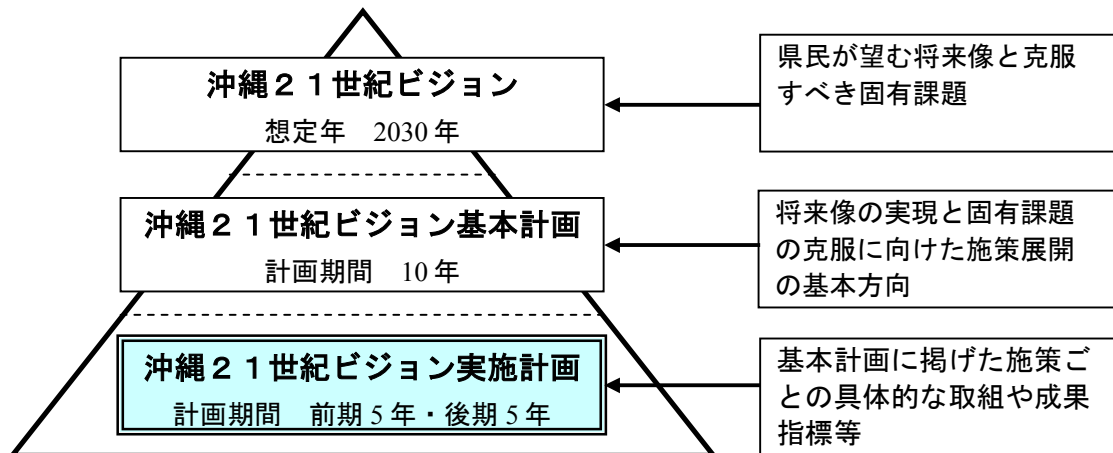 沖縄２１世紀ビジョン
想定年　2030 年
県民が望む将来像と克服
すべき固有課題
沖縄２１世紀ビジョン基本計画
計画期間　10 年
将来像の実現と固有課題
の克服に向けた施策展開
の基本方向
沖縄２１世紀ビジョン実施計画
計画期間　前期 5 年・後期 5 年
基本計画に掲げた施策ご
との具体的な取組や成果
指標等